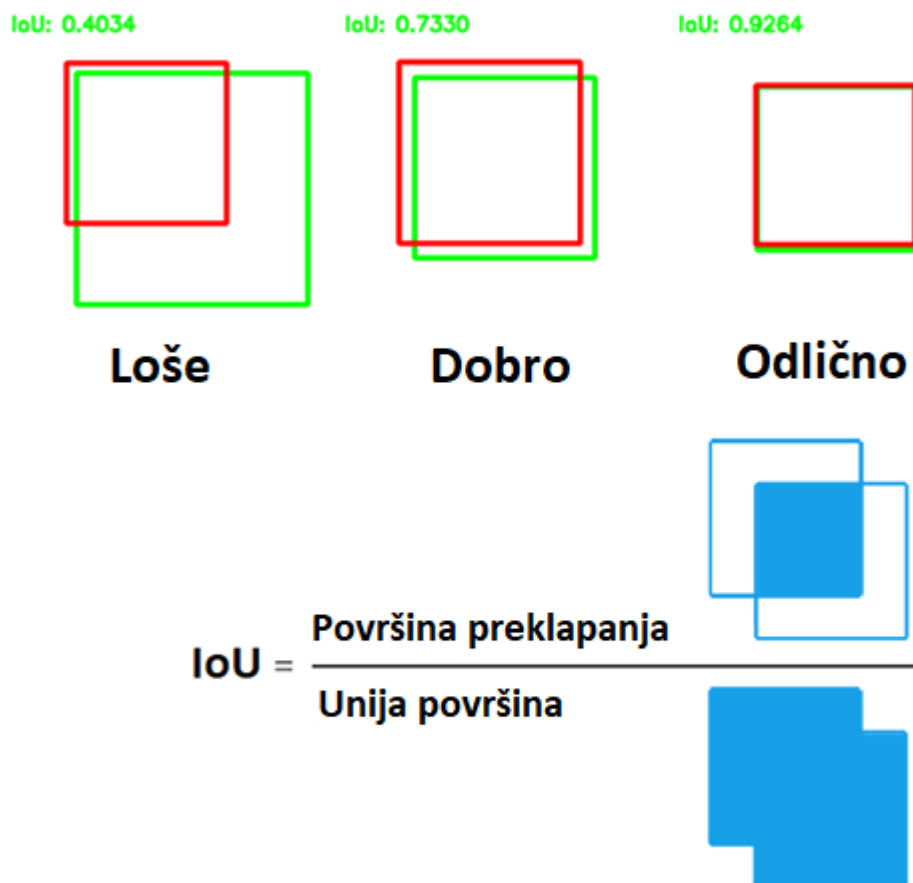 IoU: 0.4034
IoU: 0.7330
IoU: 0.9264
Loše
Dobro
Odlično
Površina preklapanja
IoU =
Unija površina